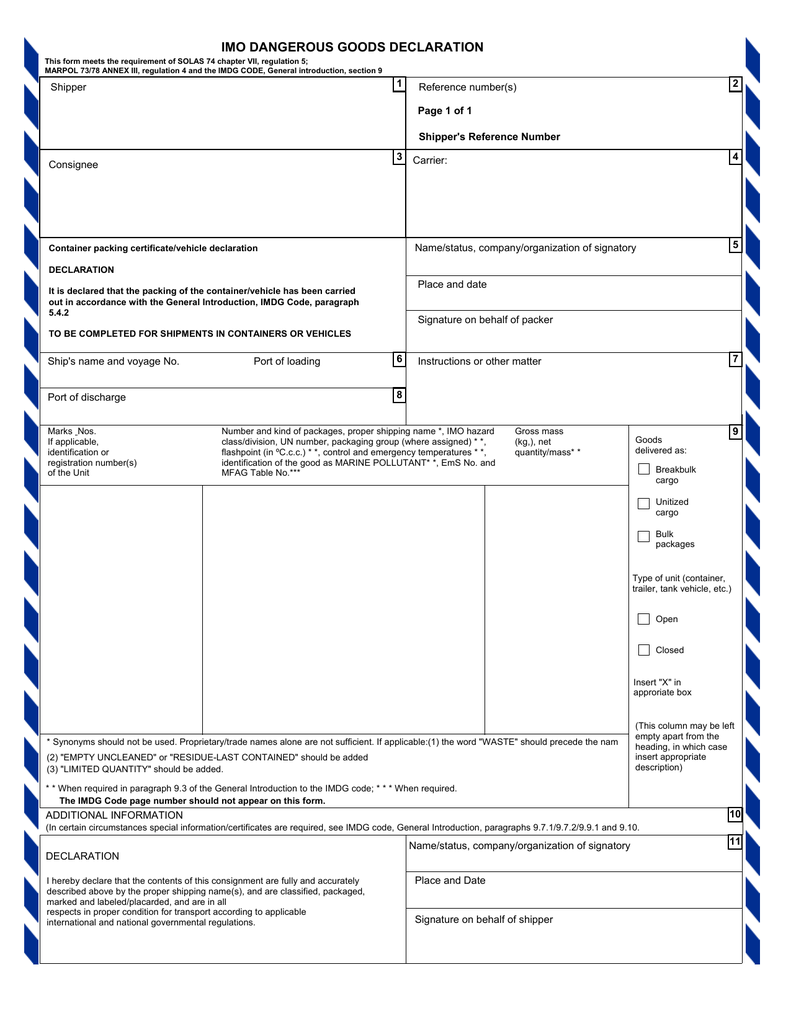 IMO DANGEROUS GOODS DECLARATION
This form meets the requirement of SOLAS 74 chapter VII, regulation 5;
MARPOL 73/78 ANNEX III, regulation 4 and the IMDG CODE, General introduction, section 9
Shipper
1
Reference number(s)
2
Page 1 of 1
Shipper's Reference Number
Consignee
3
Carrier:
4
Container packing certificate/vehicle declaration
DECLARATION
It is declared that the packing of the container/vehicle has been carried
out in accordance with the General Introduction, IMDG Code, paragraph
5.4.2
TO BE COMPLETED FOR SHIPMENTS IN CONTAINERS OR VEHICLES
Name/status, company/organization of signatory
5
Place and date
Signature on behalf of packer
Ship's name and voyage No.
Port of loading
6
Instructions or other matter
7
Port of discharge
8
Marks _Nos.
If applicable,
identification or
registration number(s)
of the Unit
Number and kind of packages, proper shipping name *, IMO hazard
class/division, UN number, packaging group (where assigned) * *,
flashpoint (in ºC.c.c.) * *, control and emergency temperatures * *,
identification of the good as MARINE POLLUTANT* *, EmS No. and
MFAG Table No.***
Gross mass
(kg,), net
quantity/mass* *
9
Goods
delivered as:
Breakbulk
cargo
Unitized
cargo
Bulk
packages
Type of unit (container,
trailer, tank vehicle, etc.)
Open
Closed
Insert "X" in
approriate box
(This column may be left
empty apart from the
heading, in which case
insert appropriate
description)
* Synonyms should not be used. Proprietary/trade names alone are not sufficient. If applicable:(1) the word "WASTE" should precede the nam
(2) "EMPTY UNCLEANED" or "RESIDUE-LAST CONTAINED" should be added
(3) "LIMITED QUANTITY" should be added.
* * When required in paragraph 9.3 of the General Introduction to the IMDG code; * * * When required.
The IMDG Code page number should not appear on this form.
ADDITIONAL INFORMATION
10
(In certain circumstances special information/certificates are required, see IMDG code, General Introduction, paragraphs 9.7.1/9.7.2/9.9.1 and 9.10.
DECLARATION
I hereby declare that the contents of this consignment are fully and accurately
described above by the proper shipping name(s), and are classified, packaged,
marked and labeled/placarded, and are in all
respects in proper condition for transport according to applicable
international and national governmental regulations.
Name/status, company/organization of signatory
11
Place and Date
Signature on behalf of shipper